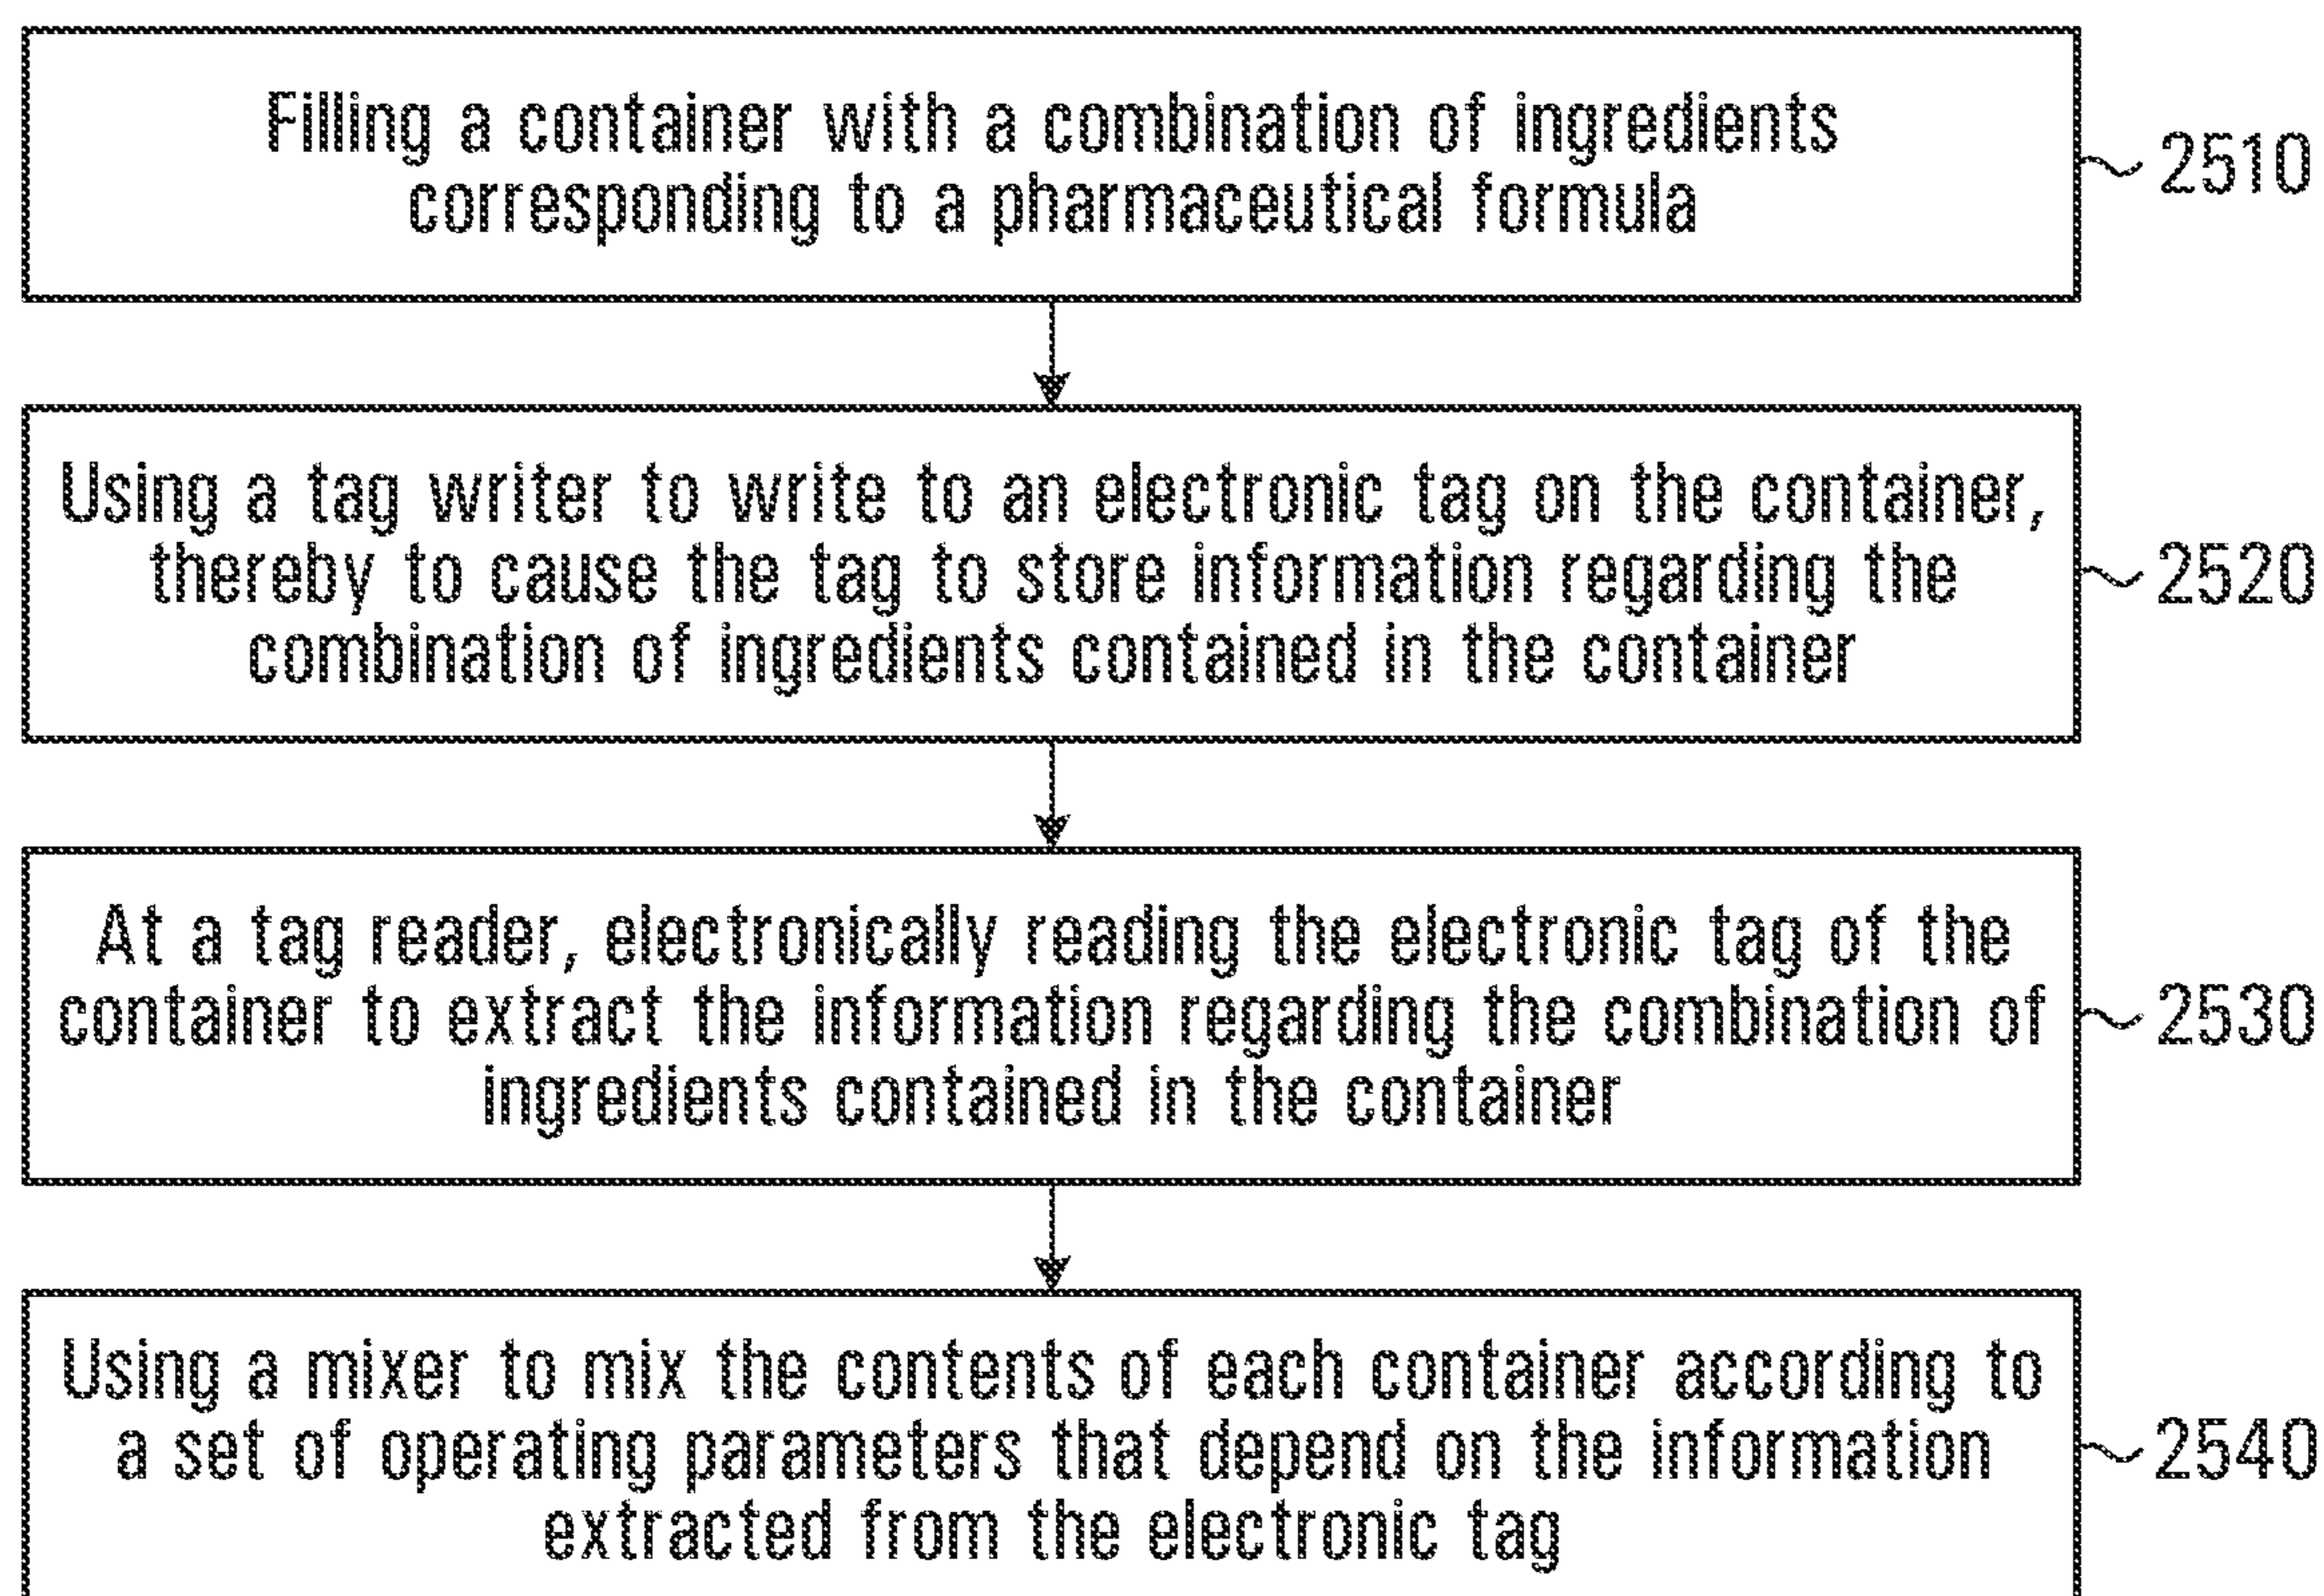 Filling a container with a combination of ingredients
corresponding to a pharmaceutical formula
2510
Using a tag writer to write to an electronic tag on the container,
thereby to cause the tag to store information regarding the
combination of ingredients contained in the container
2520
At a tag reader, electronically reading the electronic tag of the
container to extract the information regarding the combination of
ingredients contained in the container
2530
Using a mixer to mix the contents of each container according to
a set of operating parameters that depend on the information
extracted from the electronic tag
2540